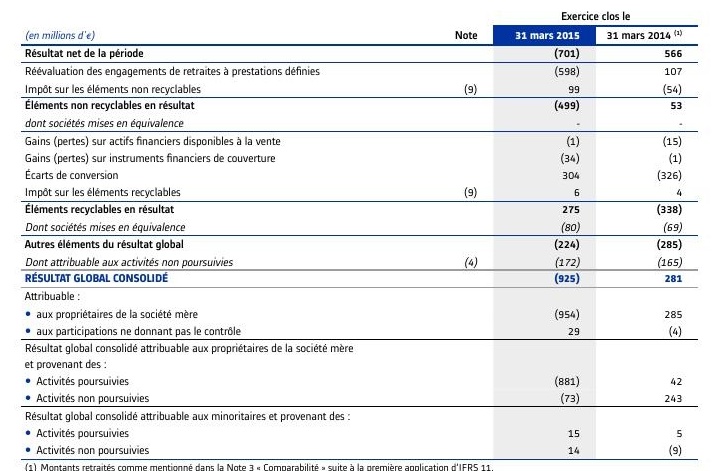 Exercice clos le
(en millions d'€) Note 31 mars 2015 31 mars 2014 (1)
Résultat net de la période (701) 566
Réévaluation des engagements de retraites à prestations définies (598) 107
Impôt sur les éléments non recyclables (9) 99 (54)
Éléments non recyclables en résultat (499) 53
dont sociétés mises en équivalence - -
Gains (pertes) sur actifs financiers disponibles à la vente (1) (15)
Gains (pertes) sur instruments financiers de couverture (34) (1)
Écarts de conversion 304 (326)
Impôt sur les éléments recyclables (9) 6 4
Éléments recyclables en résultat 275 (338)
Dont sociétés mises en équivalence (80) (69)
Autres éléments du résultat global (224) (285)
Dont attribuable aux activités non poursuivies (4) (172) (165)
RÉSULTAT GLOBAL CONSOLIDÉ (925) 281
Attribuable :
• aux propriétaires de la société mère (954) 285
• aux participations ne donnant pas le contrôle 29 (4)
Résultat global consolidé attribuable aux propriétaires de la société mère
et provenant des :
• Activités poursuivies (881) 42
• Activités non poursuivies (73) 243
Résultat global consolidé attribuable aux minoritaires et provenant des :
• Activités poursuivies 15 5
• Activités non poursuivies 14 (9)
(1) Montants retraités comme mentionné dans la Note 3 « Comparabilité » suite à la première application d'IFRS 11.